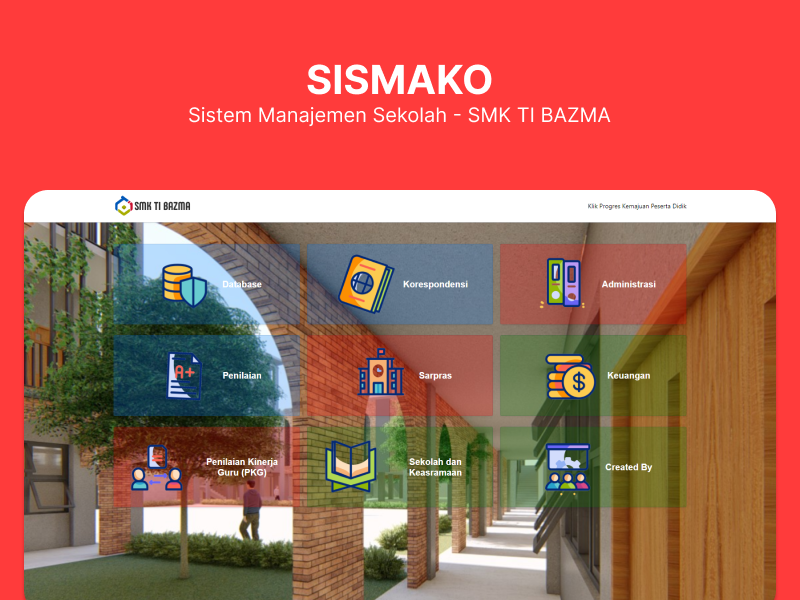 SISMAKO
Sistem Manajemen Sekolah - SMK TI BAZMA
SMK TI BAZMA
Klik Progres Kemajuan Peserta Didik
Database
Korespondensi
Administrasi
A+
Penilaian
Sarpras
$
Keuangan
Penilaian Kinerja
Guru (PKG)
Sekolah dan
Keasramaan
Created By